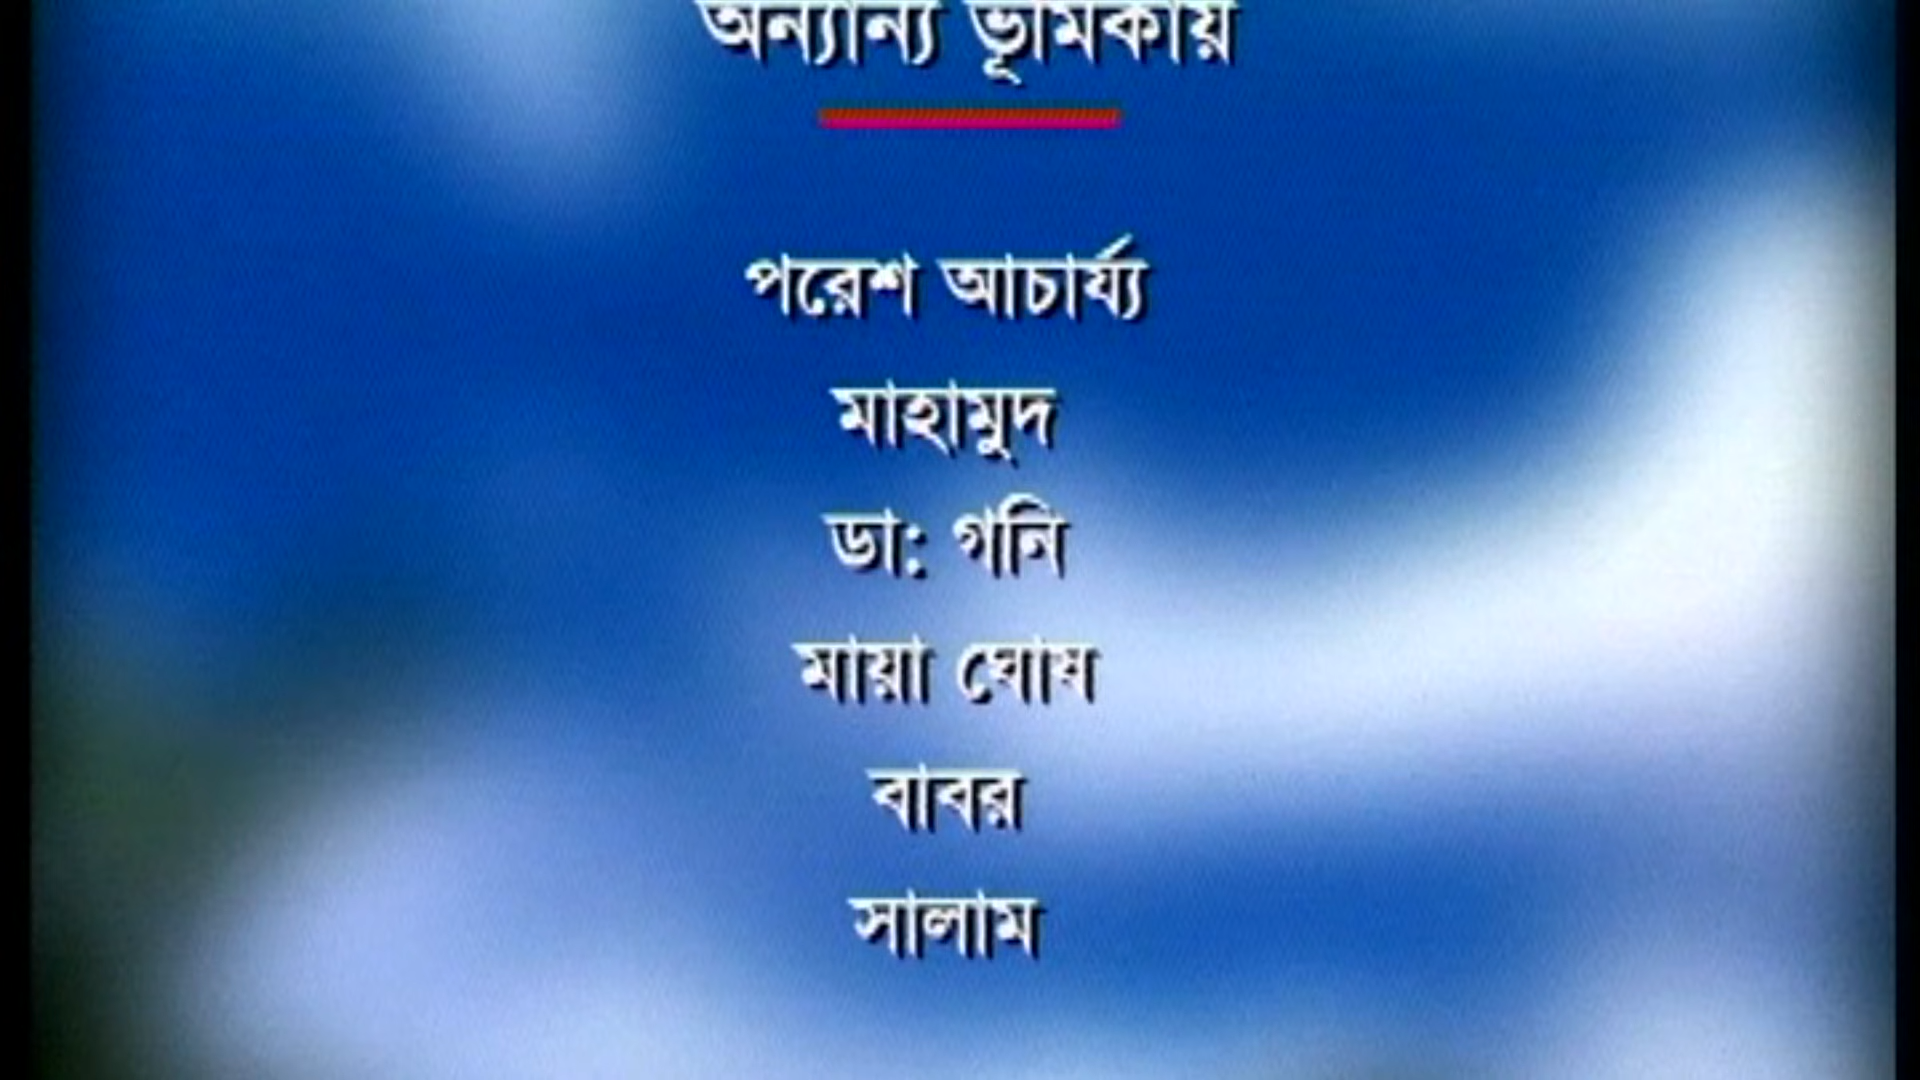 অন্যান্য ভূমিকায়
পরেশ আচার্য্য
মাহামুদ
ডা: গনি
মায়া ঘোষ
বাবর
সালাম